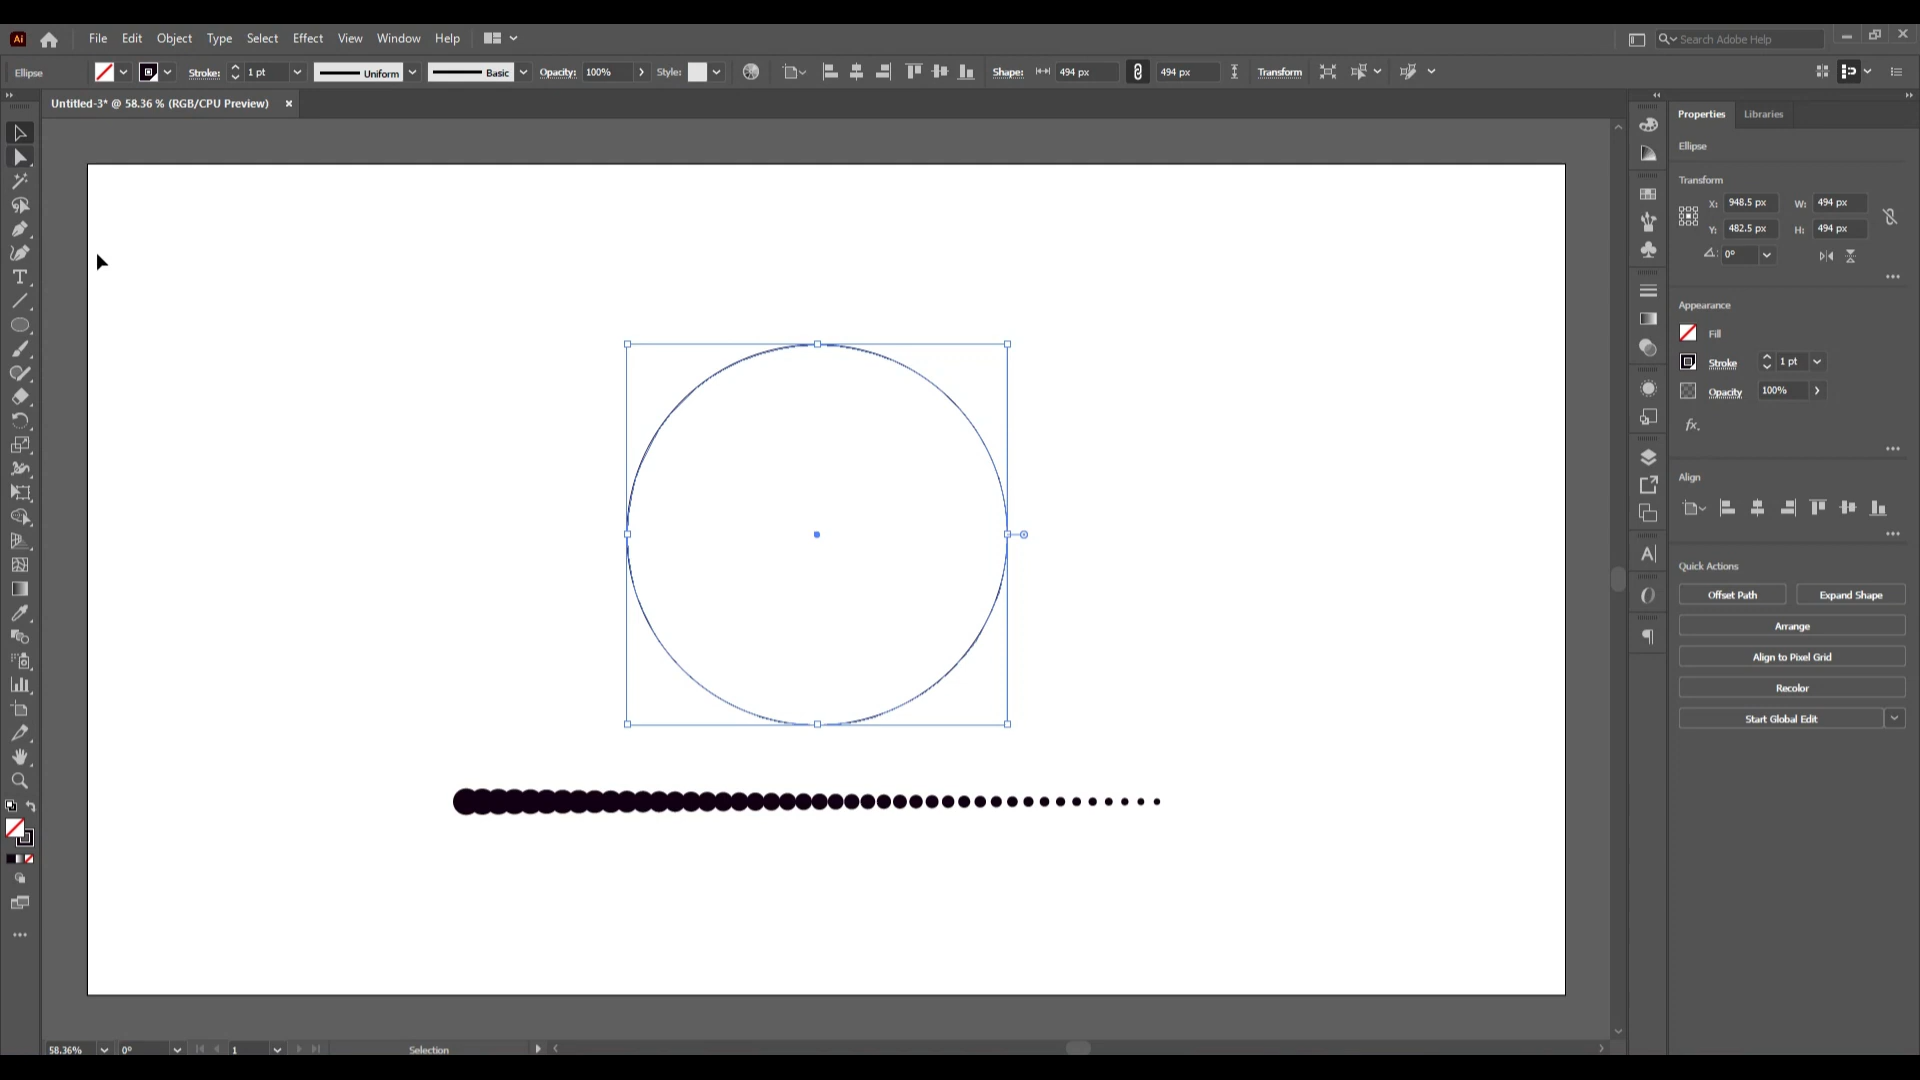 Ai File Edit Object Type Select Effect View Window Help Search Adobe Help
Ellipse Stroke: 1 pt Uniform Basic Opacity: 100% Style: Shape: 494 px 494 px Transform
Untitled-3* @ 58.36 % (RGB/CPU Preview)
Properties Libraries
Ellipse
Transform
X: 948.5 px W: 494 px
Y: 482.5 px H: 494 px
0°
Appearance
Fill
Stroke 1 pt
Opacity 100%
fx.
Align
Quick Actions
Offset Path Expand Shape
Arrange
Align to Pixel Grid
Recolor
Start Global Edit
58.36% 0° 1 Selection